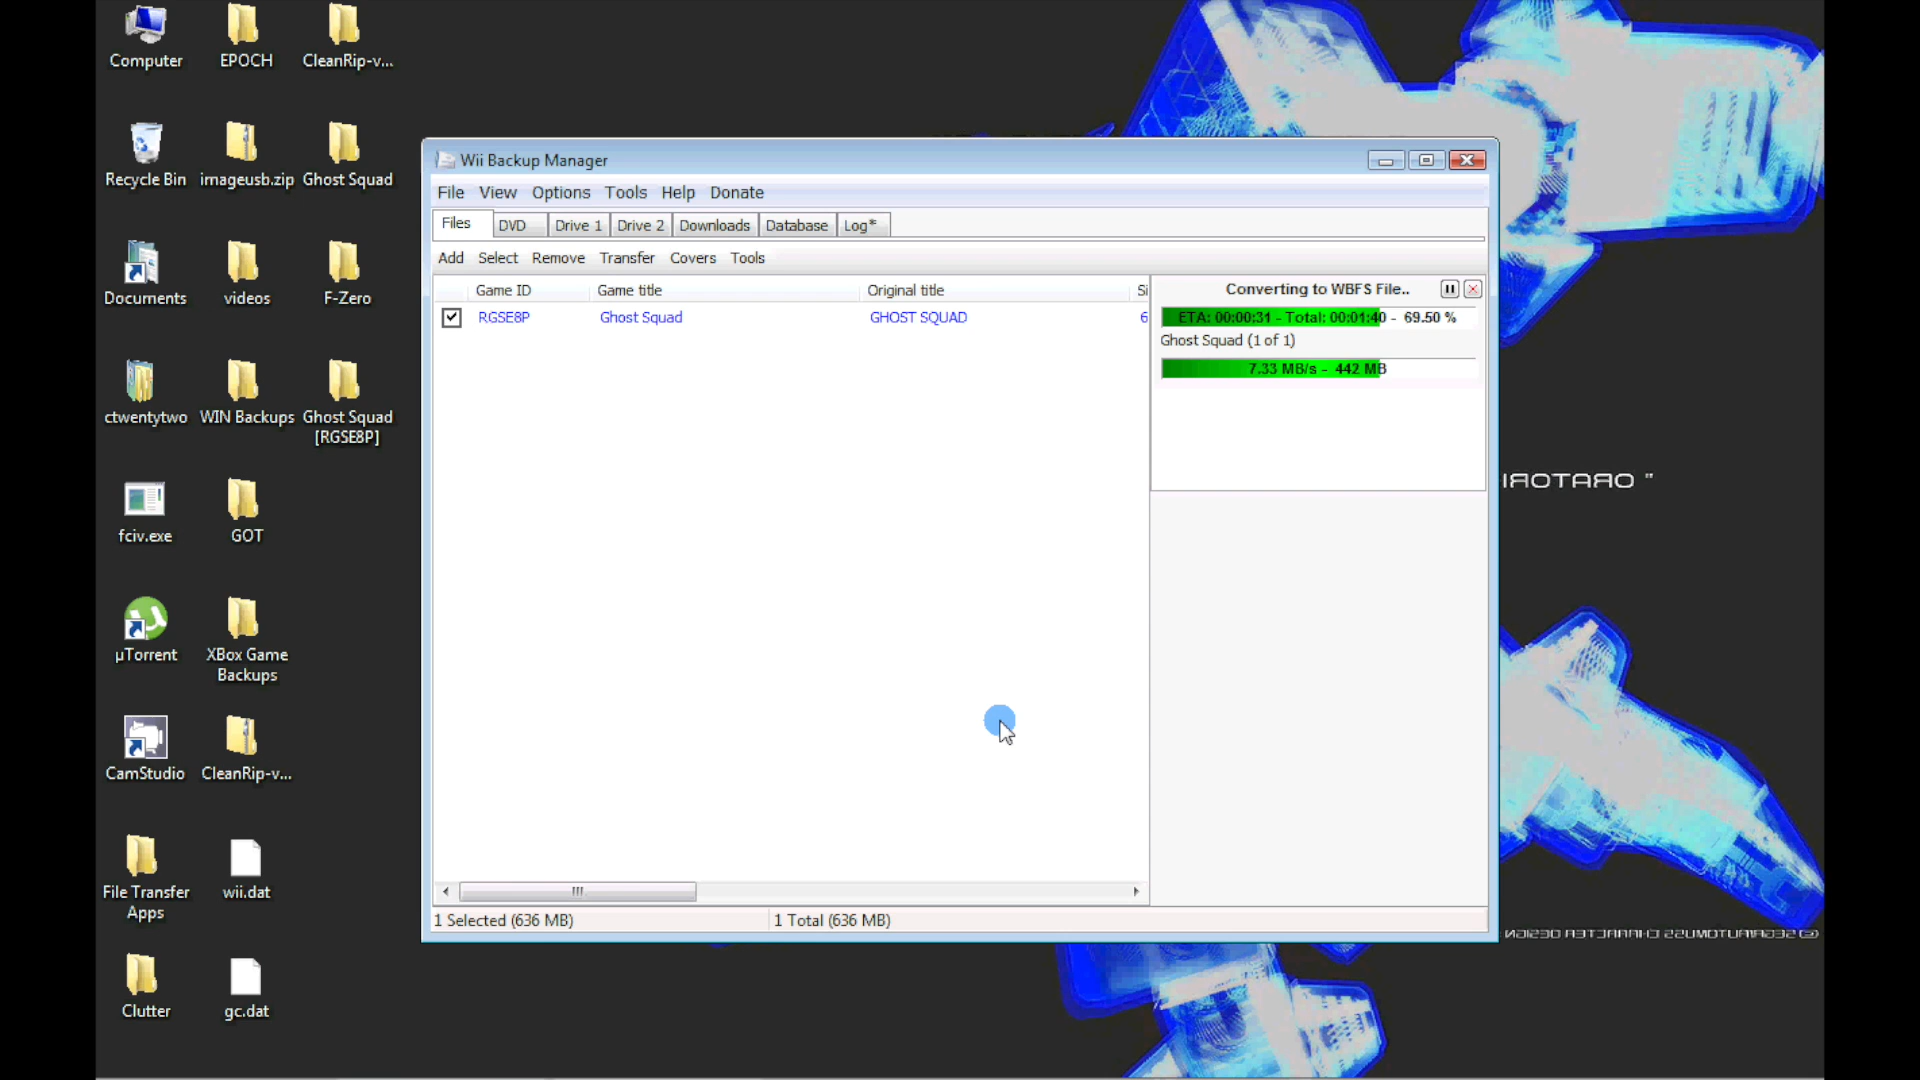 Computer
EPOCH
CleanRip-v...
Recycle Bin
imageusb.zip
Ghost Squad
Documents
videos
F-Zero
ctwentytwo
WIN Backups
Ghost Squad
[RGSE8P]
fciv.exe
GOT
µTorrent
XBox Game
Backups
CamStudio
CleanRip-v...
File Transfer
Apps
wii.dat
Clutter
gc.dat
Wii Backup Manager
File View Options Tools Help Donate
Files DVD Drive 1 Drive 2 Downloads Database Log*
Add Select Remove Transfer Covers Tools
Game ID Game title Original title Si
RGSE8P Ghost Squad GHOST SQUAD 6
Converting to WBFS File..
ETA: 00:00:31 - Total: 00:01:40 - 69.50 %
Ghost Squad (1 of 1)
7.33 MB/s - 442 MB
1 Selected (636 MB) 1 Total (636 MB)